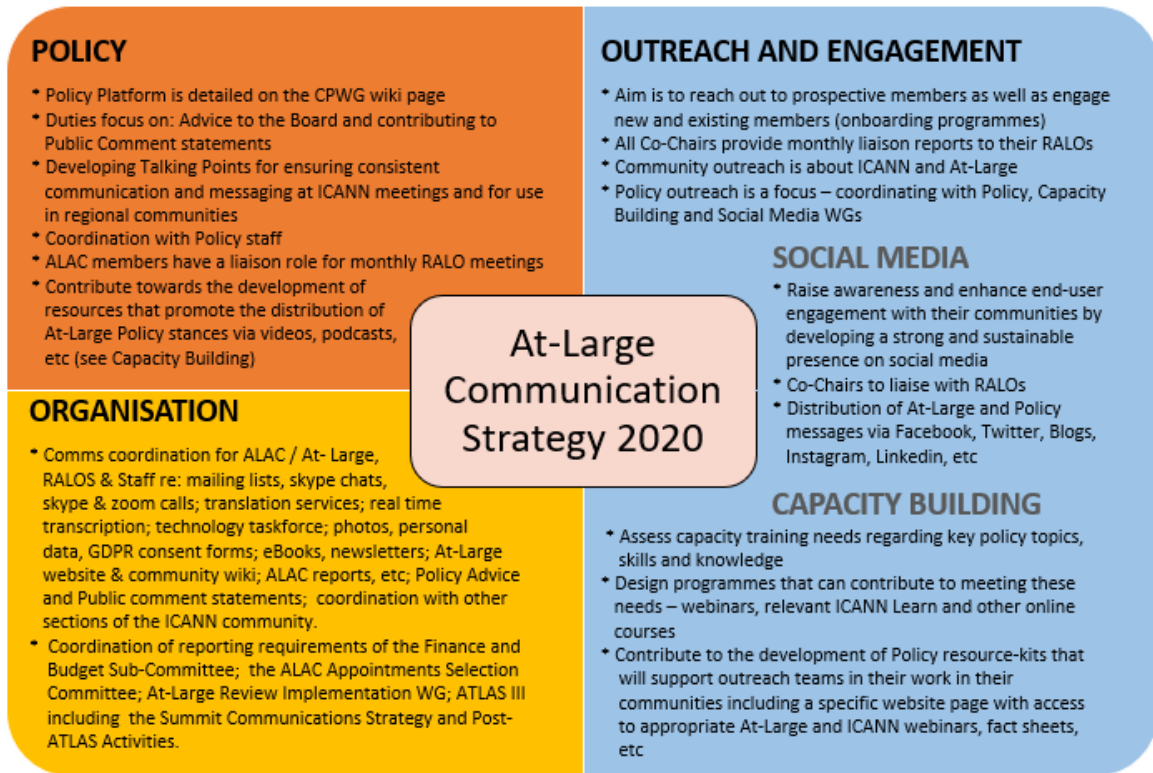 POLICY
* Policy Platform is detailed on the CPWG wiki page
* Duties focus on: Advice to the Board and contributing to
Public Comment statements
* Developing Talking Points for ensuring consistent
communication and messaging at ICANN meetings and for use
in regional communities
* Coordination with Policy staff
* ALAC members have a liaison role for monthly RALO meetings
* Contribute towards the development of
resources that promote the distribution of
At-Large Policy stances via videos, podcasts,
etc (see Capacity Building)
OUTREACH AND ENGAGEMENT
* Aim is to reach out to prospective members as well as engage
new and existing members (onboarding programmes)
* All Co-Chairs provide monthly liaison reports to their RALOs
* Community outreach is about ICANN and At-Large
* Policy outreach is a focus – coordinating with Policy, Capacity
Building and Social Media WGs
SOCIAL MEDIA
* Raise awareness and enhance end-user
engagement with their communities by
developing a strong and sustainable
presence on social media
* Co-Chairs to liaise with RALOs
* Distribution of At-Large and Policy
messages via Facebook, Twitter, Blogs,
Instagram, Linkedin, etc
At-Large
Communication
Strategy 2020
ORGANISATION
* Comms coordination for ALAC / At- Large,
RALOS & Staff re: mailing lists, skype chats,
skype & zoom calls; translation services; real time
transcription; technology taskforce; photos, personal
data, GDPR consent forms; eBooks, newsletters; At-Large
website & community wiki; ALAC reports, etc; Policy Advice
and Public comment statements; coordination with other
sections of the ICANN community.
* Coordination of reporting requirements of the Finance and
Budget Sub-Committee; the ALAC Appointments Selection
Committee; At-Large Review Implementation WG; ATLAS III
including the Summit Communications Strategy and Post-
ATLAS Activities.
CAPACITY BUILDING
* Assess capacity training needs regarding key policy topics,
skills and knowledge
* Design programmes that can contribute to meeting these
needs – webinars, relevant ICANN Learn and other online
courses
* Contribute to the development of Policy resource-kits that
will support outreach teams in their work in their
communities including a specific website page with access
to appropriate At-Large and ICANN webinars, fact sheets,
etc